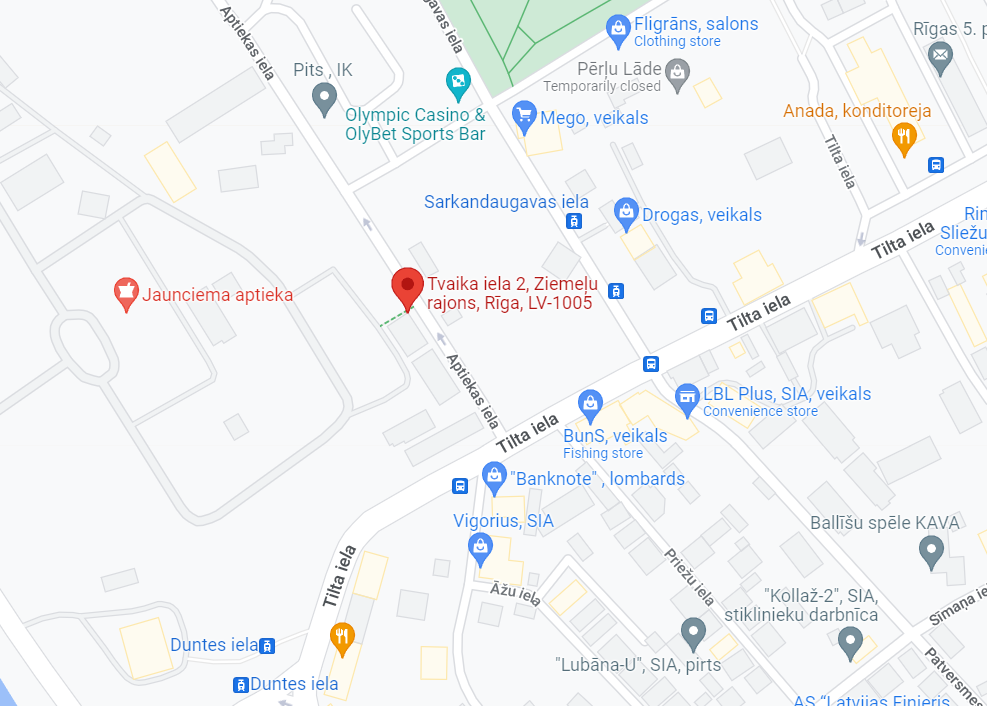 Aptiekas iela
gavas iela
Fligrāns, salons
Clothing store
Rīgas 5. p
Pits , IK
Pērļu Lāde
Temporarily closed
Olympic Casino &
OlyBet Sports Bar
Mego, veikals
Anada, konditoreja
Tilta iela
Sarkandaugavas iela
Drogas, veikals
Rim
Sliežu
Convenie
Tilta iela
Jaunciema aptieka
Tvaika iela 2, Ziemeļu
rajons, Rīga, LV-1005
Tilta iela
Aptiekas iela
LBL Plus, SIA, veikals
Convenience store
Tilta iela
BunS, veikals
Fishing store
"Banknote" , lombards
Vigorius, SIA
Ballīšu spēle KAVA
Tilta iela
Priežu iela
Āžu iela
"Kollaž-2", SIA,
stiklinieku darbnīca
Sīmaņa ie
Duntes iela
"Lubāna-U", SIA, pirts
Patversmes
Duntes iela
AS “Latvijas Finieris